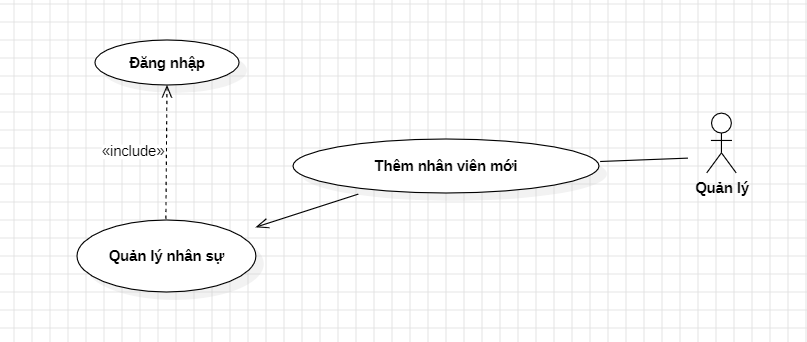 Đăng nhập
«include»
Thêm nhân viên mới
Quản lý
Quản lý nhân sự